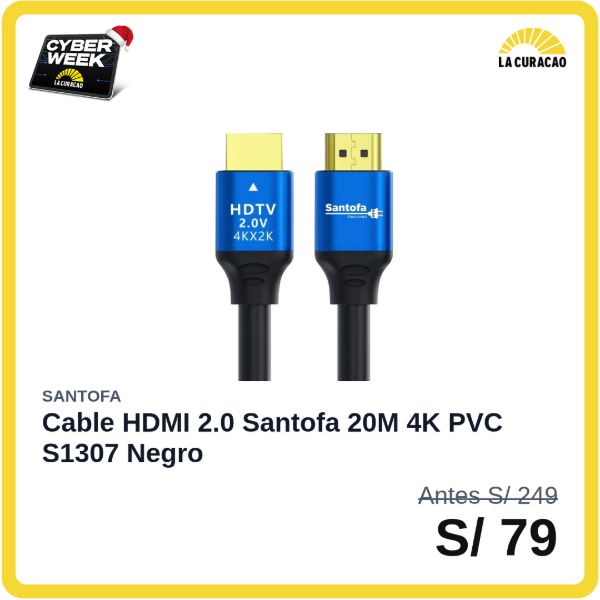 CYBER
WEEK
LA CURACAO
LA CURACAO
HDTV
2.0V
4KX2K
Santofa
SANTOFA
Cable HDMI 2.0 Santofa 20M 4K PVC
S1307 Negro
Antes S/ 249
S/ 79